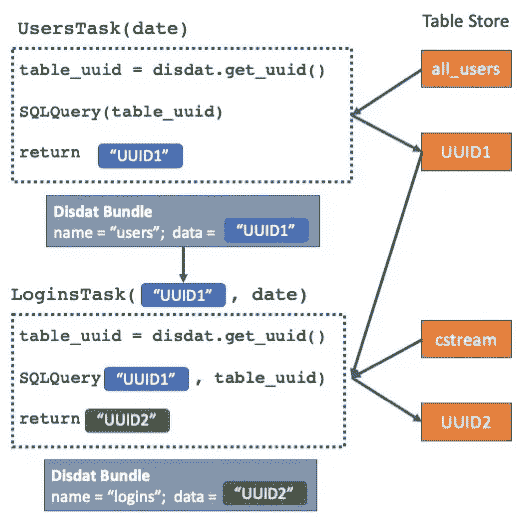 UsersTask(date)
Table Store
table_uuid = disdat.get_uuid()
all_users
SQLQuery(table_uuid)
return “UUID1”
UUID1
Disdat Bundle
name = “users”; data = “UUID1”
LoginsTask( “UUID1” , date)
table_uuid = disdat.get_uuid()
cstream
SQLQuery “UUID1” , table_uuid)
return “UUID2”
UUID2
Disdat Bundle
name = “logins”; data = “UUID2”